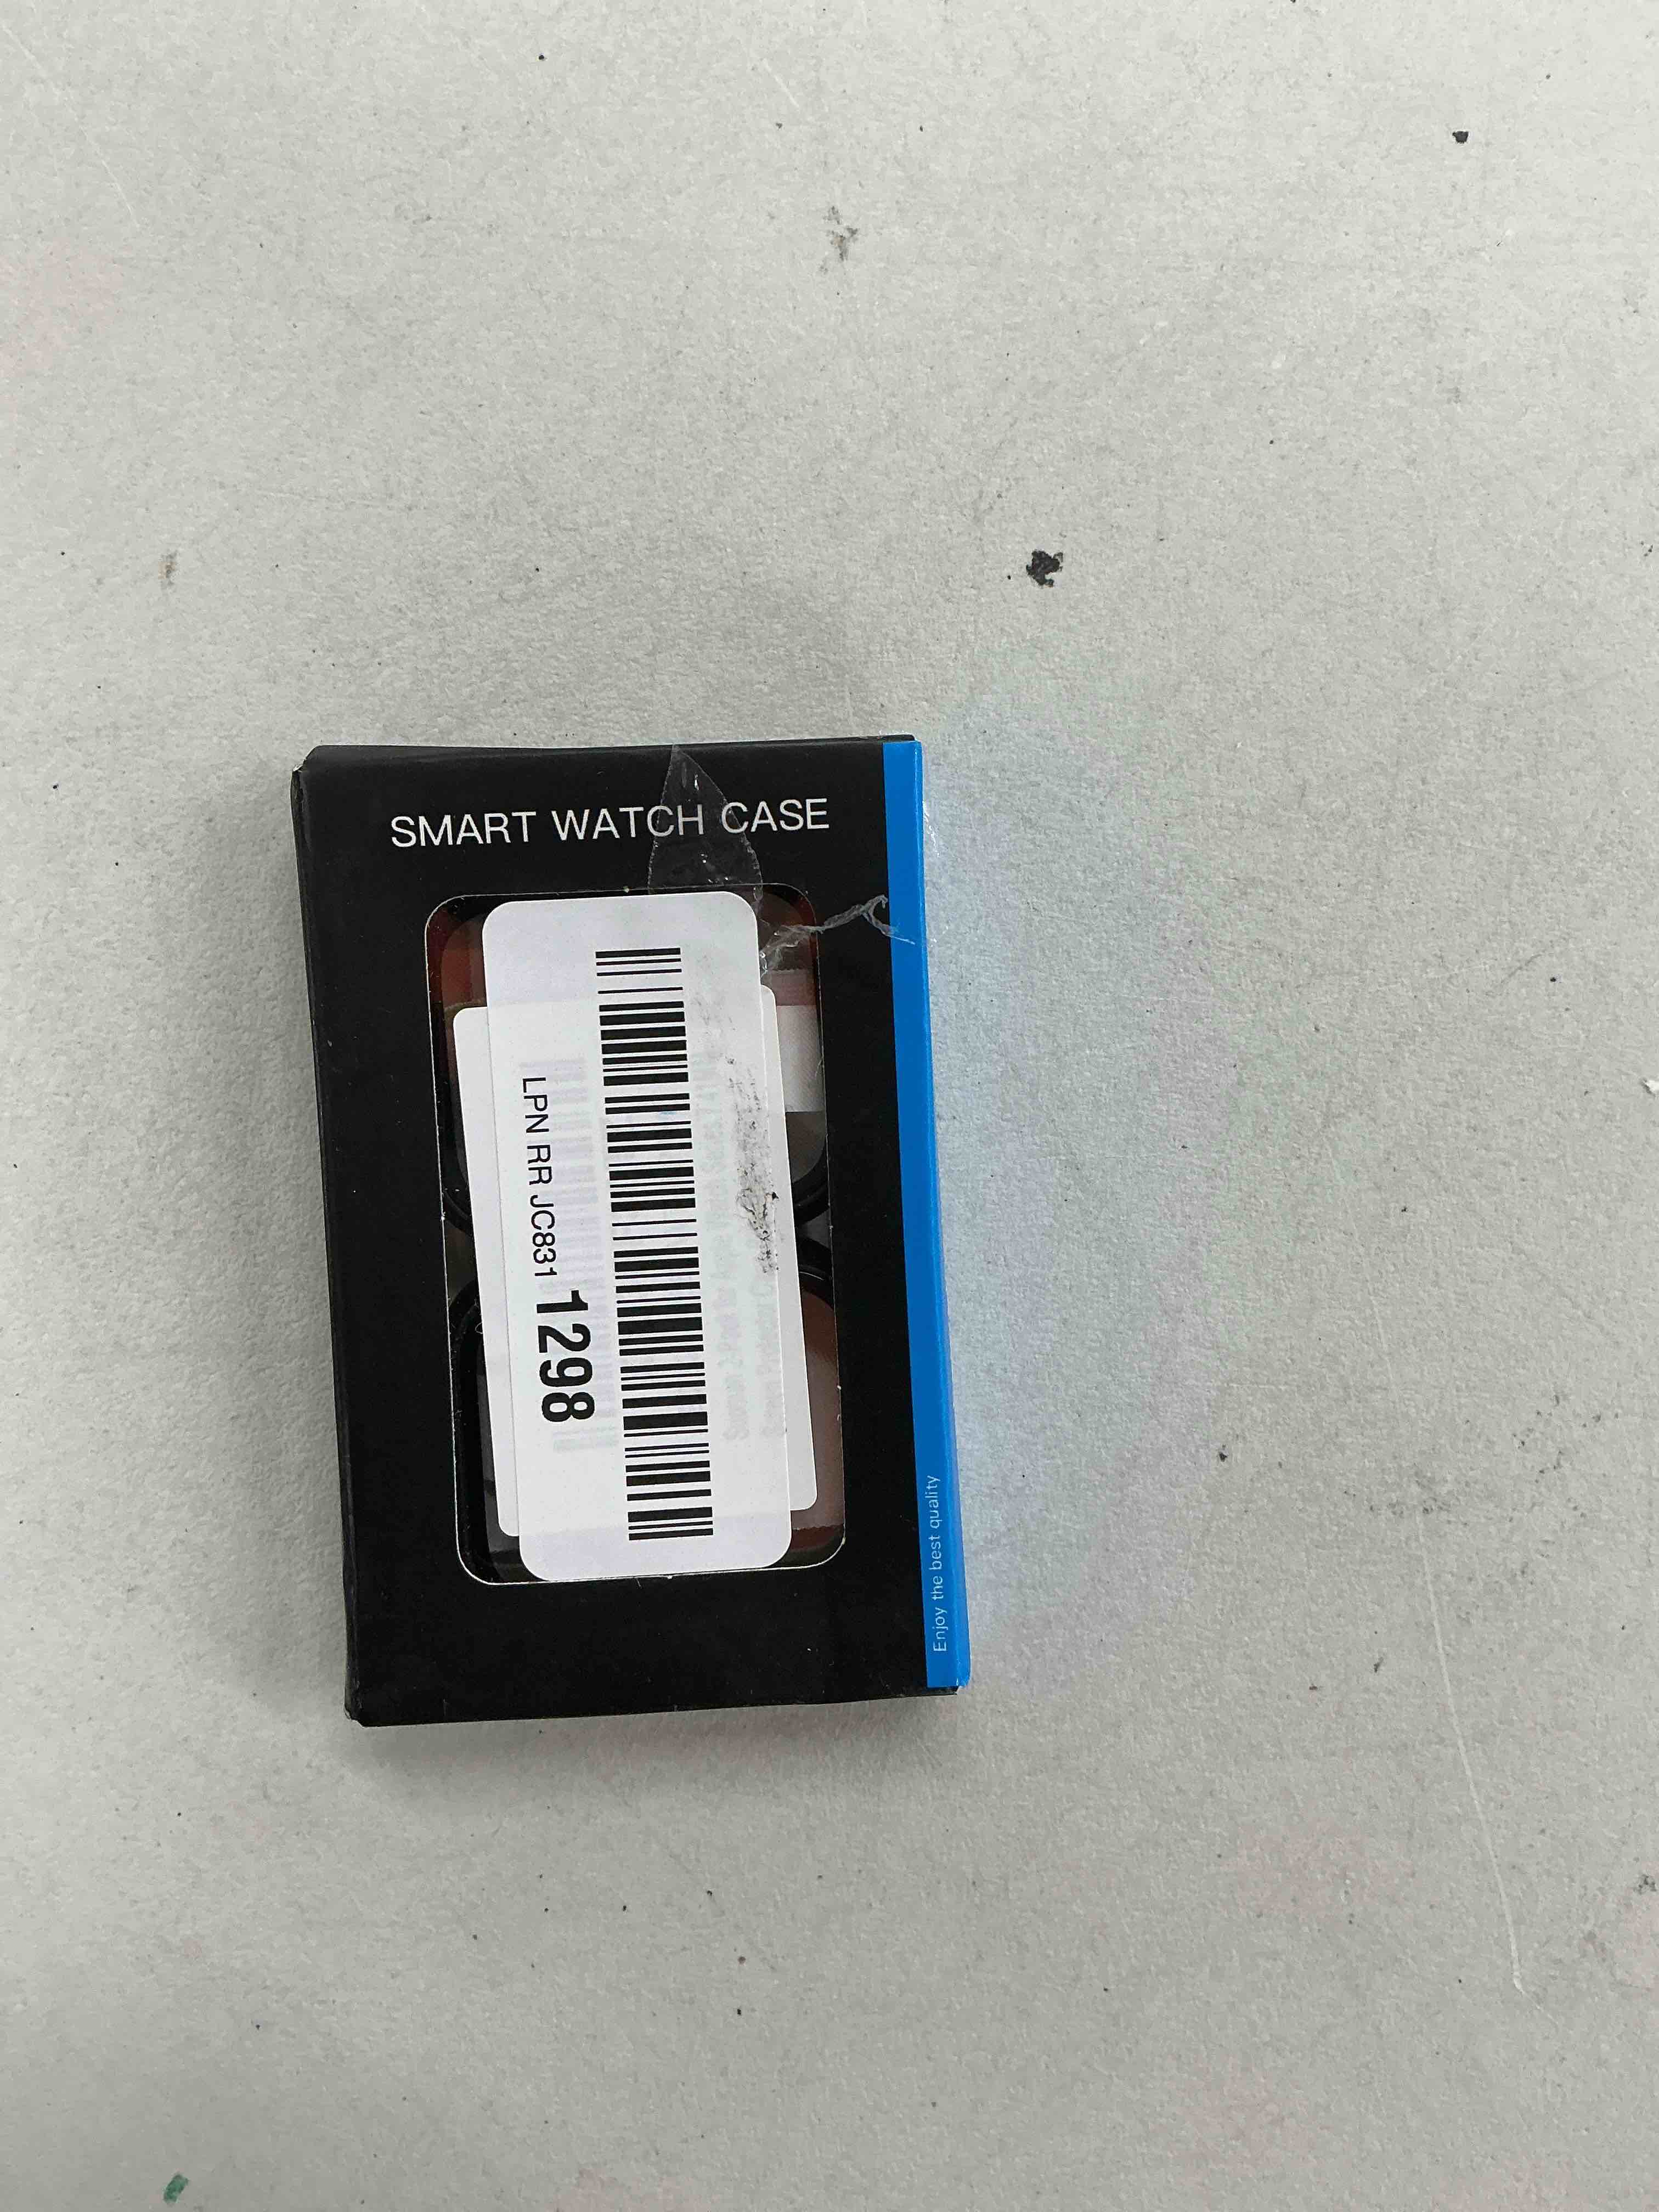 SMART WATCH CASE
LPN RR JC831 1298
Enjoy the best quality